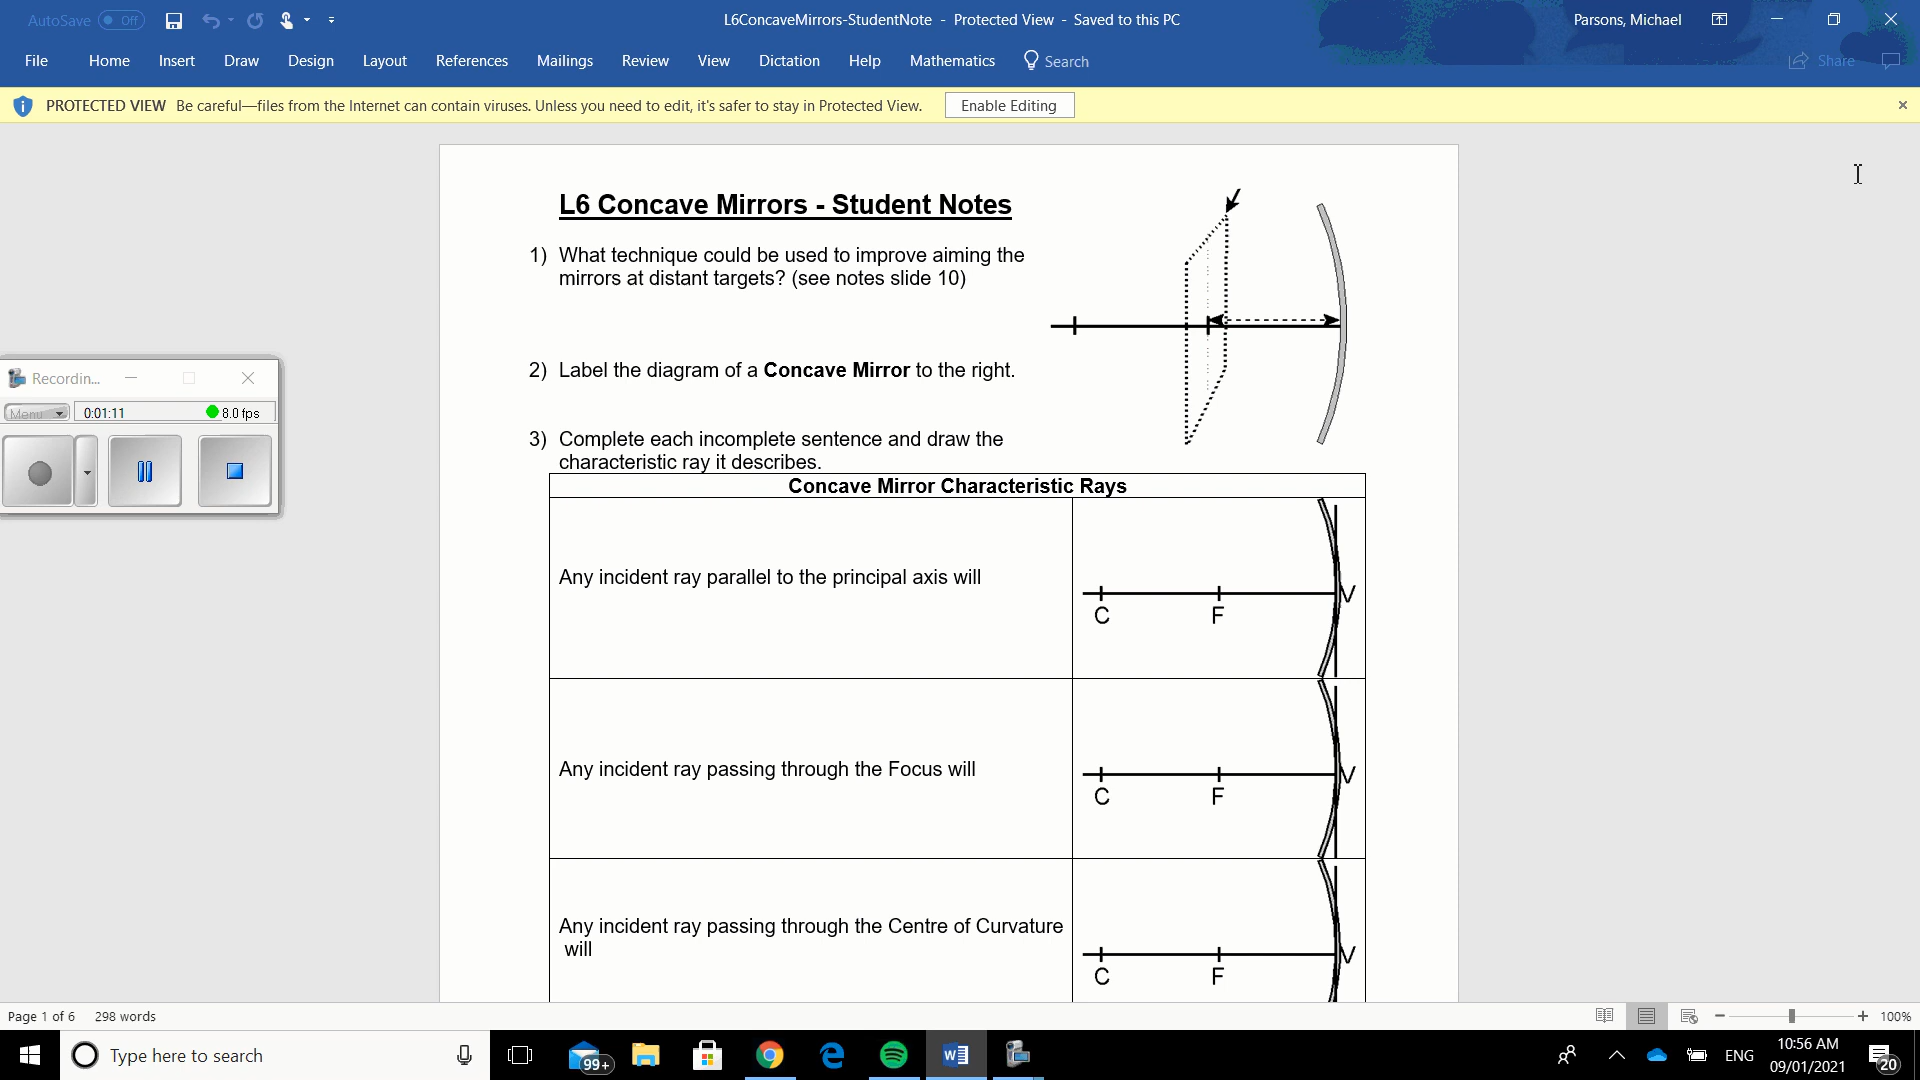 AutoSave Off
L6ConcaveMirrors-StudentNote - Protected View - Saved to this PC
Parsons, Michael
File Home Insert Draw Design Layout References Mailings Review View Dictation Help Mathematics Search Share
PROTECTED VIEW Be careful—files from the Internet can contain viruses. Unless you need to edit, it's safer to stay in Protected View. Enable Editing
L6 Concave Mirrors - Student Notes
1) What technique could be used to improve aiming the
mirrors at distant targets? (see notes slide 10)
2) Label the diagram of a Concave Mirror to the right.
3) Complete each incomplete sentence and draw the
characteristic ray it describes.
Concave Mirror Characteristic Rays
Any incident ray parallel to the principal axis will
C F V
Any incident ray passing through the Focus will
C F V
Any incident ray passing through the Centre of Curvature
will
C F V
Recordin...
Menu 0:01:11 8.0 fps
Page 1 of 6 298 words
100%
Type here to search
99+
ENG
10:56 AM
09/01/2021
20